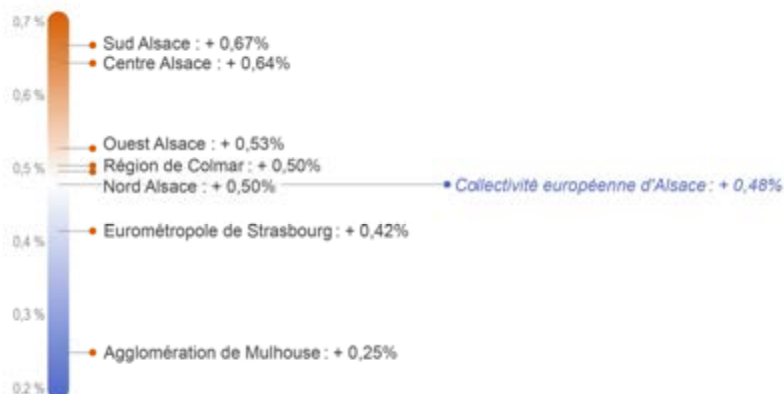 0,7 %
Sud Alsace : + 0,67%
Centre Alsace : + 0,64%
0,6 %
Ouest Alsace : + 0,53%
0,5 %
Région de Colmar : + 0,50%
Nord Alsace : + 0,50%
Collectivité européenne d'Alsace : + 0,48%
0,4 %
Eurométropole de Strasbourg : + 0,42%
0,3 %
Agglomération de Mulhouse : + 0,25%
0,2 %